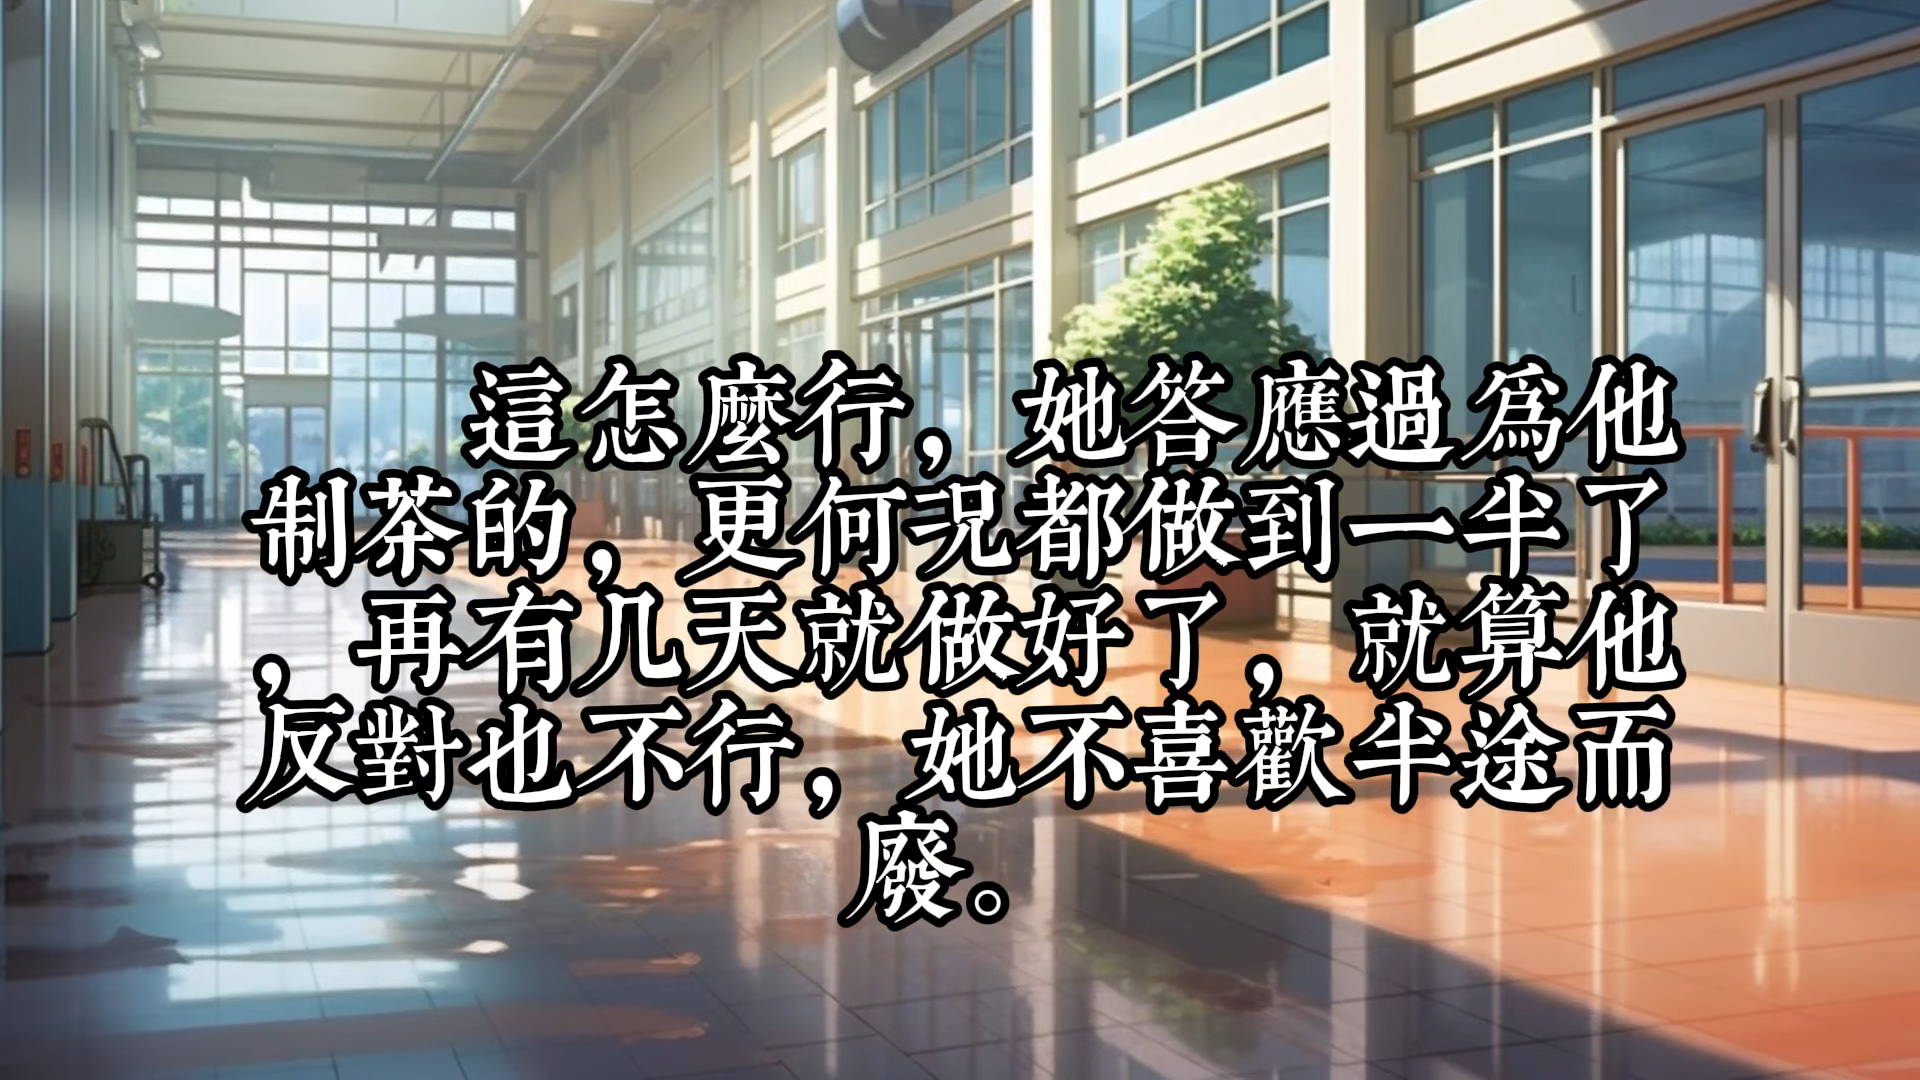 這怎麼行，她答應過爲他
制茶的，更何况都做到一半了
，再有几天就做好了，就算他
反對也不行，她不喜歡半途而
廢。